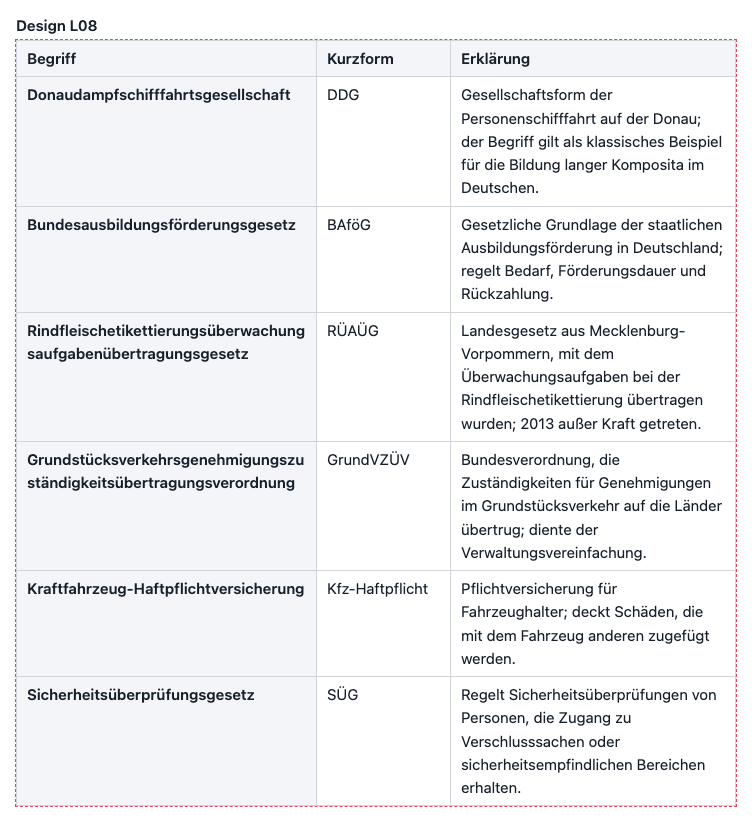 Design L08
Begriff Kurzform Erklärung
Donaudampfschifffahrtsgesellschaft DDG Gesellschaftsform der
Personenschifffahrt auf der Donau;
der Begriff gilt als klassisches Beispiel
für die Bildung langer Komposita im
Deutschen.
Bundesausbildungsförderungsgesetz BAföG Gesetzliche Grundlage der staatlichen
Ausbildungsförderung in Deutschland;
regelt Bedarf, Förderungsdauer und
Rückzahlung.
Rindfleischetikettierungsüberwachung RÜAÜG Landesgesetz aus Mecklenburg-
saufgabenübertragungsgesetz Vorpommern, mit dem
Überwachungsaufgaben bei der
Rindfleischetikettierung übertragen
wurden; 2013 außer Kraft getreten.
Grundstücksverkehrsgenehmigungszu GrundVZÜV Bundesverordnung, die
ständigkeitsübertragungsverordnung Zuständigkeiten für Genehmigungen
im Grundstücksverkehr auf die Länder
übertrug; diente der
Verwaltungsvereinfachung.
Kraftfahrzeug-Haftpflichtversicherung Kfz-Haftpflicht Pflichtversicherung für
Fahrzeughalter; deckt Schäden, die
mit dem Fahrzeug anderen zugefügt
werden.
Sicherheitsüberprüfungsgesetz SÜG Regelt Sicherheitsüberprüfungen von
Personen, die Zugang zu
Verschlusssachen oder
sicherheitsempfindlichen Bereichen
erhalten.